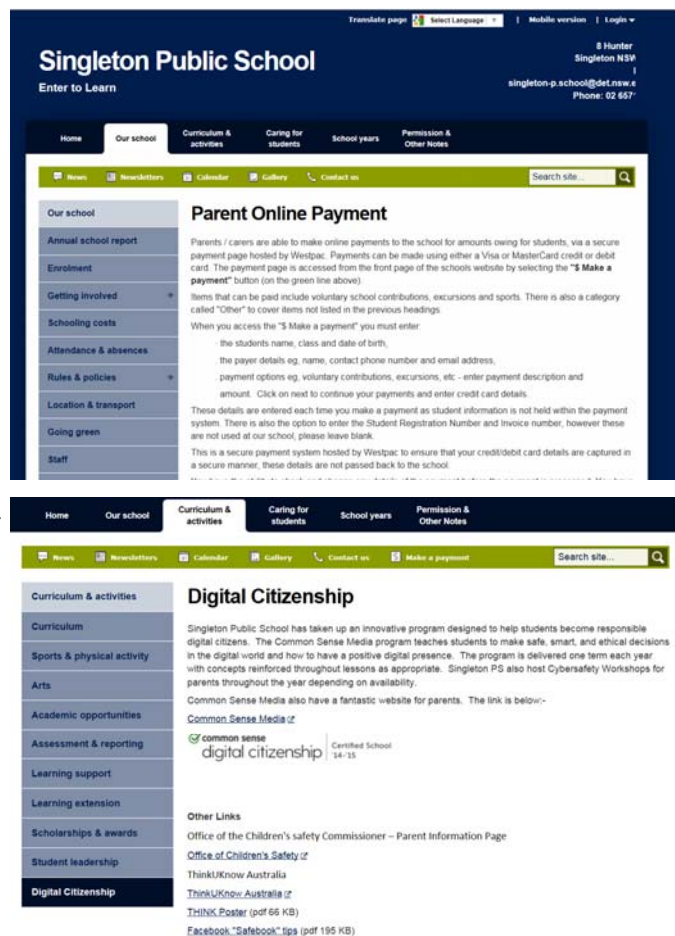 Translate page Select Language | Mobile version | Login
Singleton Public School
Enter to Learn
8 Hunter
Singleton NSW
singleton-p.school@det.nsw.e
Phone: 02 657
Home Our school Curriculum & activities Caring for students School years Permission & Other Notes
News Newsletters Calendar Gallery Contact us Search site...
Our school
Annual school report
Enrolment
Getting involved
Schooling costs
Attendance & absences
Rules & policies
Location & transport
Going green
Staff
Parent Online Payment
Parents / carers are able to make online payments to the school for amounts owing for students, via a secure
payment page hosted by Westpac. Payments can be made using either a Visa or MasterCard credit or debit
card. The payment page is accessed from the front page of the schools website by selecting the "$ Make a
payment" button (on the green line above)
Items that can be paid include voluntary school contributions, excursions and sports. There is also a category
called "Other" to cover items not listed in the previous headings.
When you access the "$ Make a payment" you must enter
· the students name, class and date of birth,
. the payer details eg, name, contact phone number and email address,
. payment options eg, voluntary contributions, excursions, etc - enter payment description and
amount. Click on next to continue your payments and enter credit card details.
These details are entered each time you make a payment as student information is not held within the payment
system. There is also the option to enter the Student Registration Number and Invoice number, however these
are not used at our school, please leave blank.
This is a secure payment system hosted by Westpac to ensure that your credit/debit card details are captured in
a secure manner, these details are not passed back to the school.
Home Our school Curriculum & activities Caring for students School years Permission & Other Notes
News Newsletters Calendar Gallery Contact us Make a payment Search site...
Curriculum & activities
Curriculum
Sports & physical activity
Arts
Academic opportunities
Assessment & reporting
Learning support
Learning extension
Scholarships & awards
Student leadership
Digital Citizenship
Digital Citizenship
Singleton Public School has taken up an innovative program designed to help students become responsible
digital citizens. The Common Sense Media program teaches students to make safe, smart, and ethical decisions
in the digital world and how to have a positive digital presence. The program is delivered one term each year
with concepts reinforced throughout lessons as appropriate. Singleton PS also host Cybersafety Workshops for
parents throughout the year depending on availability.
Common Sense Media also have a fantastic website for parents. The link is below:-
Common Sense Media
common sense
digital citizenship
Certified School
'14-'15
Other Links
Office of the Children's safety Commissioner – Parent Information Page
Office of Children's Safety
ThinkUKnow Australia
ThinkUKnow Australia
THINK Poster (pdf 66 KB)
Facebook "Safebook" tips (pdf 195 KB)